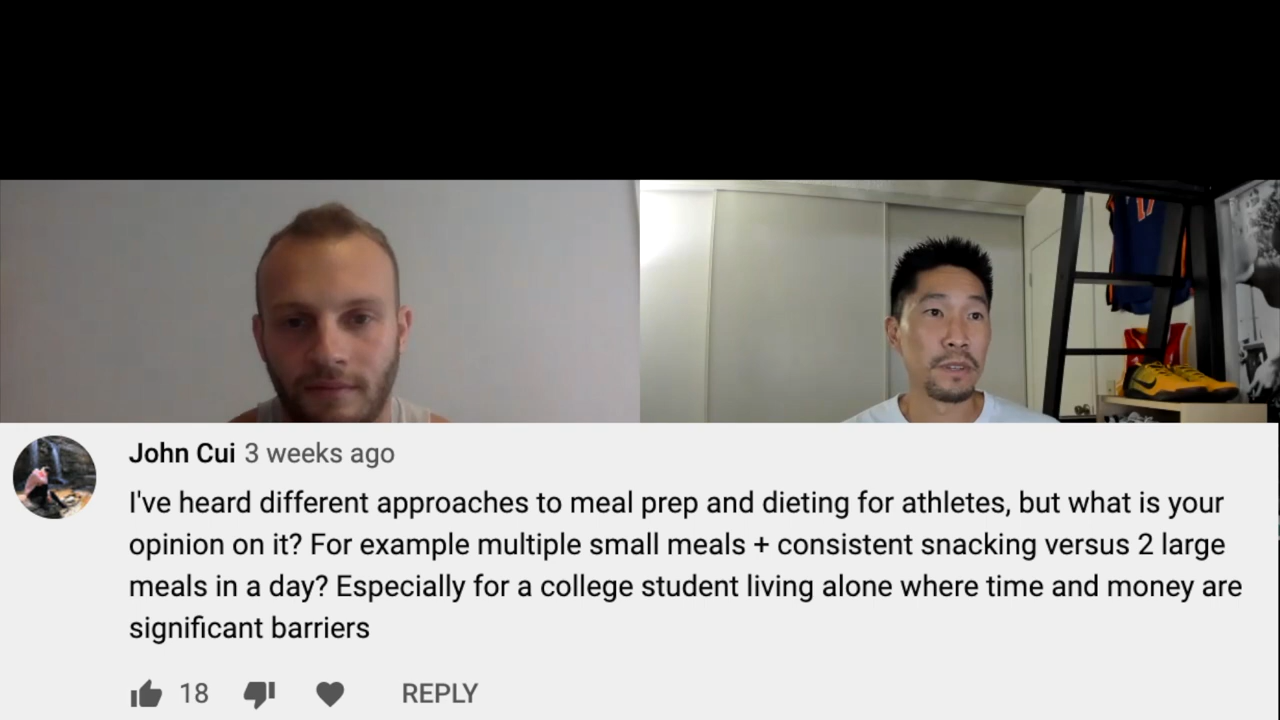 John Cui 3 weeks ago
I've heard different approaches to meal prep and dieting for athletes, but what is your
opinion on it? For example multiple small meals + consistent snacking versus 2 large
meals in a day? Especially for a college student living alone where time and money are
significant barriers
18 REPLY